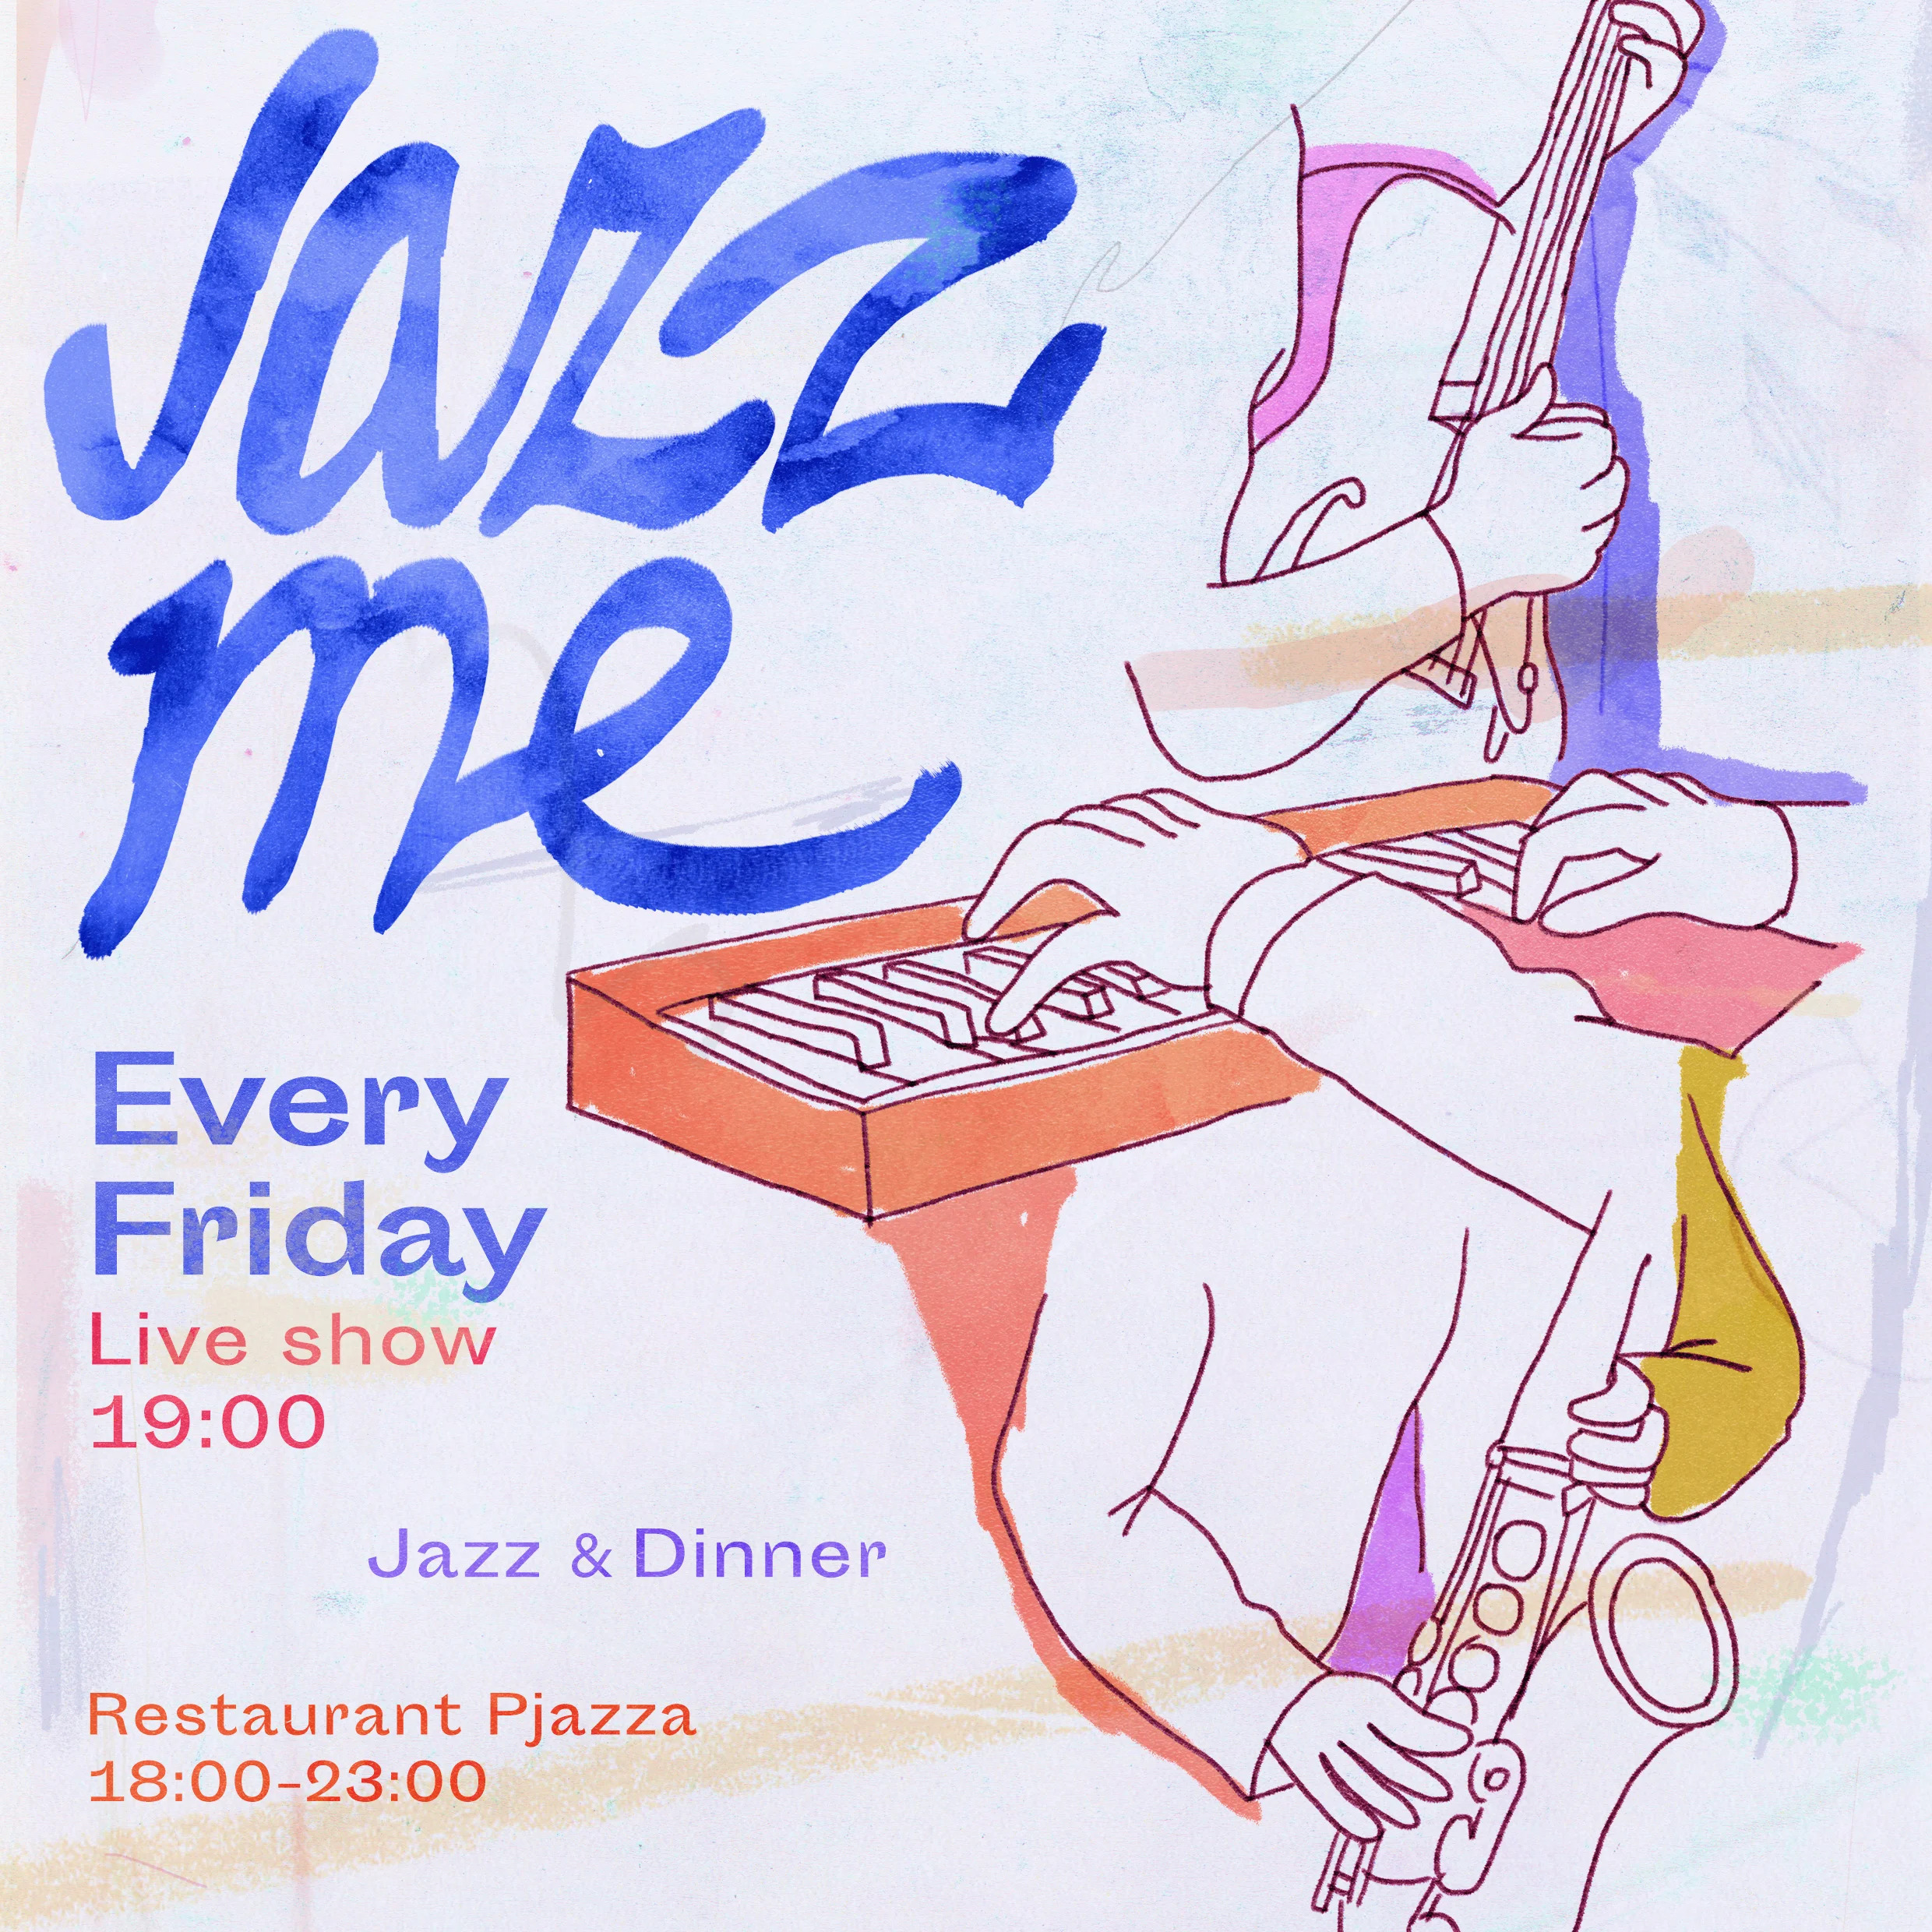 Jazz
me
Every
Friday
Live show
19:00
Jazz & Dinner
Restaurant Pjazza
18:00-23:00